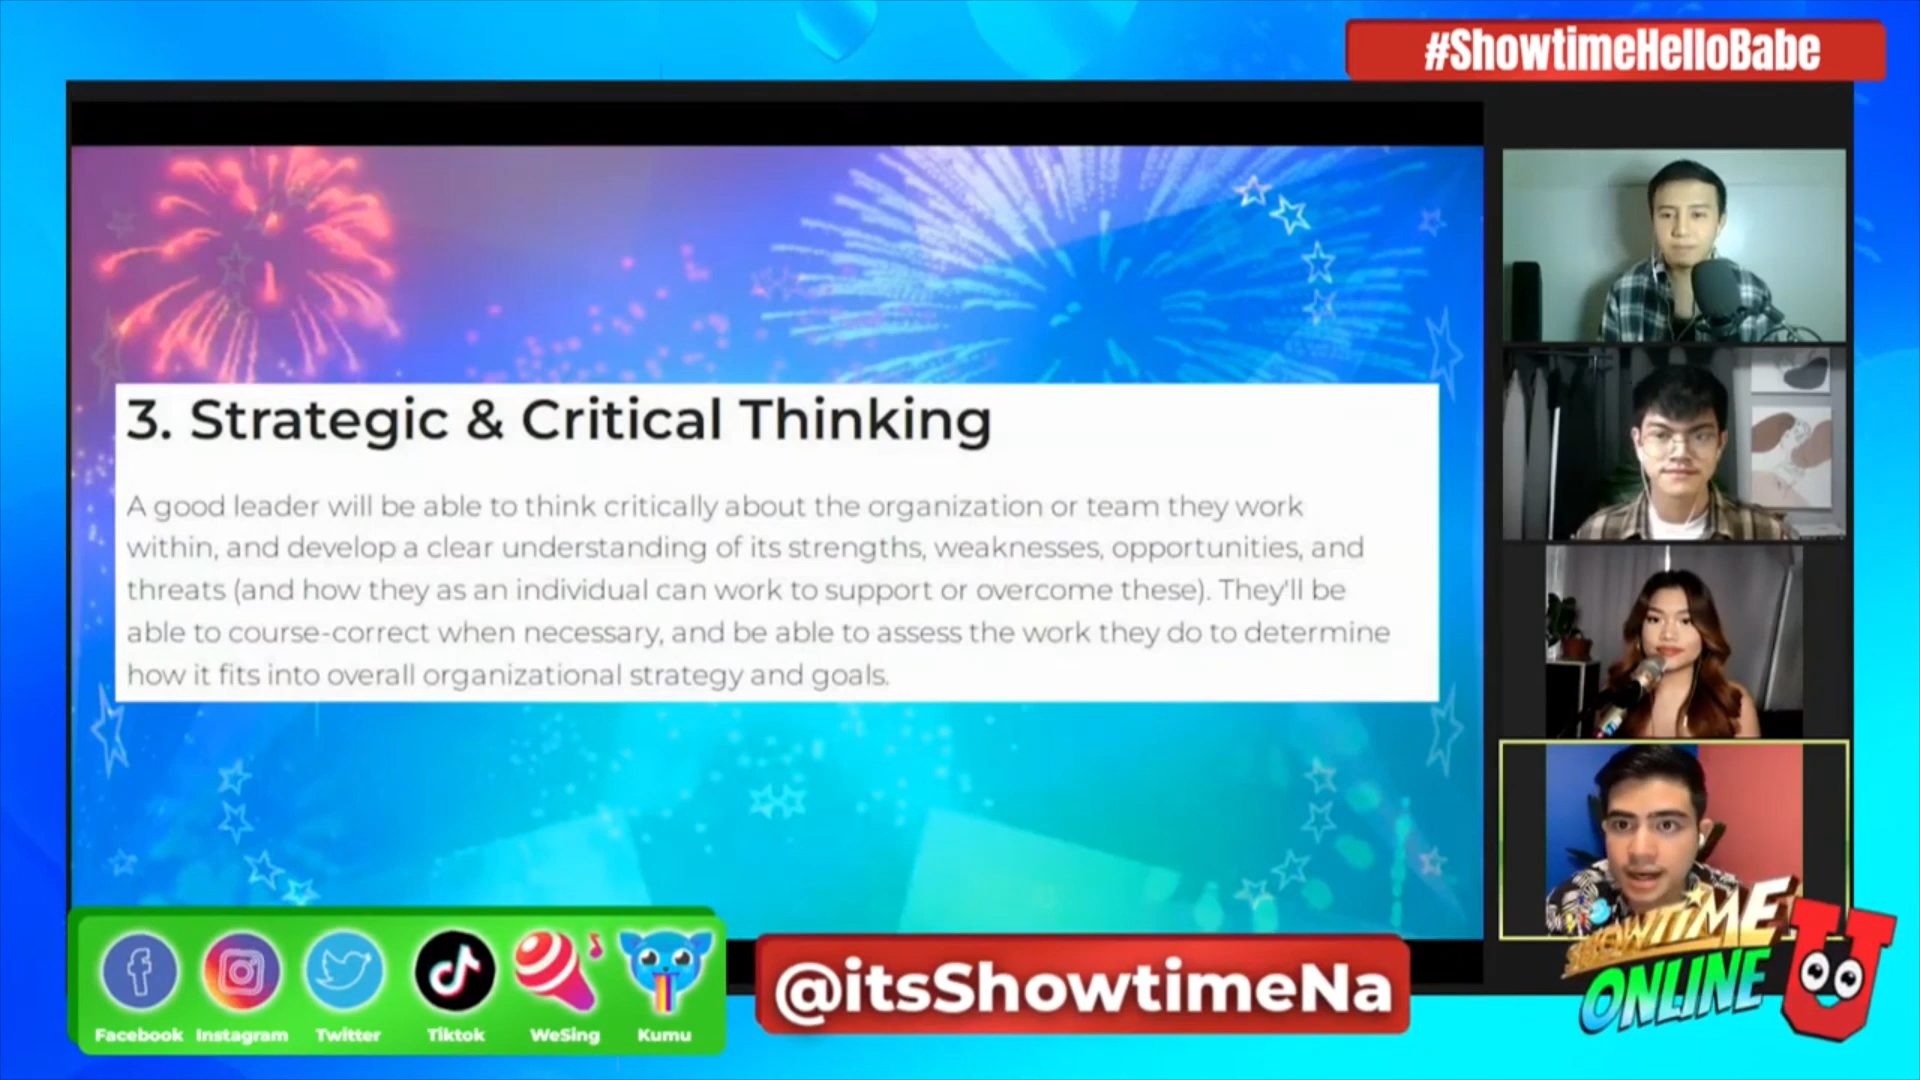 #ShowtimeHelloBabe
3. Strategic & Critical Thinking
A good leader will be able to think critically about the organization or team they work
within, and develop a clear understanding of its strengths, weaknesses, opportunities, and
threats (and how they as an individual can work to support or overcome these). They'll be
able to course-correct when necessary, and be able to assess the work they do to determine
how it fits into overall organizational strategy and goals.
Facebook Instagram Twitter Tiktok WeSing Kumu
@itsShowtimeNa
it's
SHOWTiME
ONLINE U